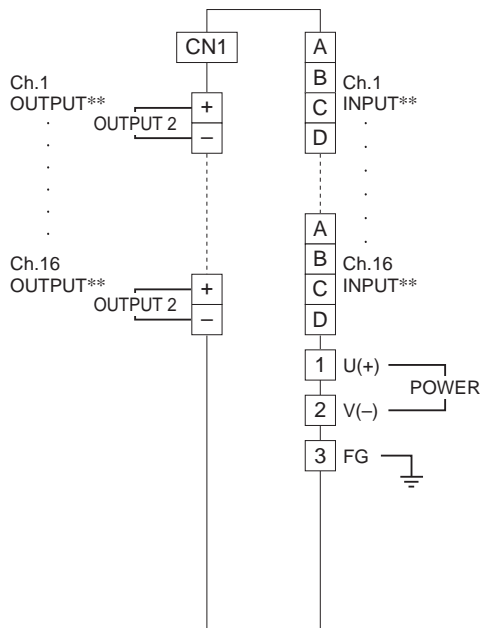 CN1
A
B
C
D
Ch.1
OUTPUT**
OUTPUT 2
+
–
Ch.1
INPUT**
A
B
C
D
Ch.16
OUTPUT**
OUTPUT 2
+
–
Ch.16
INPUT**
1 U(+)
POWER
2 V(–)
3 FG